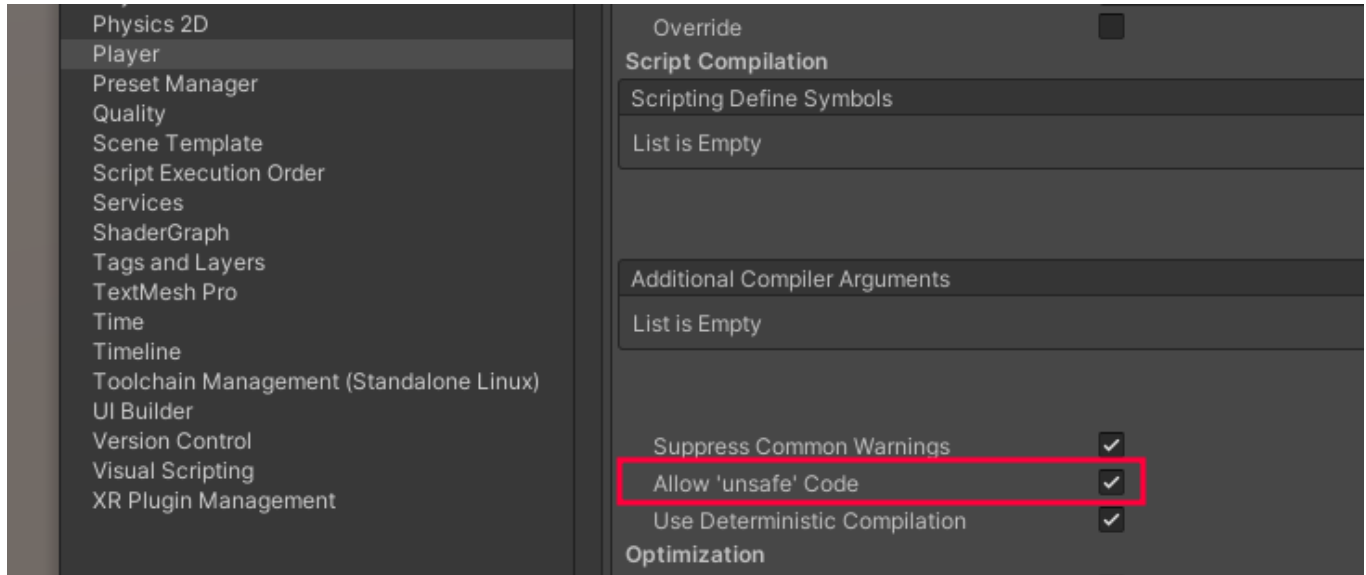 Physics 2D
Player
Preset Manager
Quality
Scene Template
Script Execution Order
Services
ShaderGraph
Tags and Layers
TextMesh Pro
Time
Timeline
Toolchain Management (Standalone Linux)
UI Builder
Version Control
Visual Scripting
XR Plugin Management
Override
Script Compilation
Scripting Define Symbols
List is Empty
Additional Compiler Arguments
List is Empty
Suppress Common Warnings
Allow 'unsafe' Code
Use Deterministic Compilation
Optimization